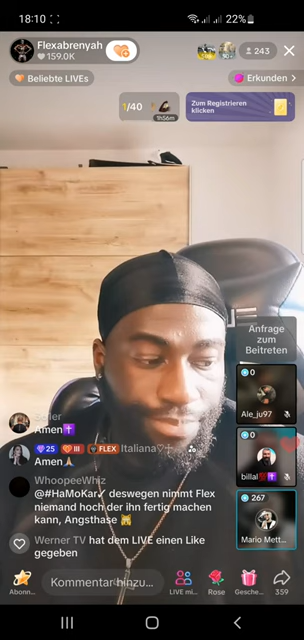 18:10
22%
Flexabrenyah
159.0K
243
Beliebte LIVEs
Erkunden
1/40
1h56m
Zum Registrieren
klicken
Anfrage
zum
Beitreten
0
Ale_ju97
0
billal
267
Mario Mett...
Amen
25 III FLEX Italiana
Amen
WhoopeeWhiz
@#HaMoKar✓ deswegen nimmt Flex
niemand hoch der ihn fertig machen
kann, Angsthase
Werner TV hat dem LIVE einen Like
gegeben
Kommentar hinzu...
Abonn...
LIVE mi...
Rose
Gesche...
359